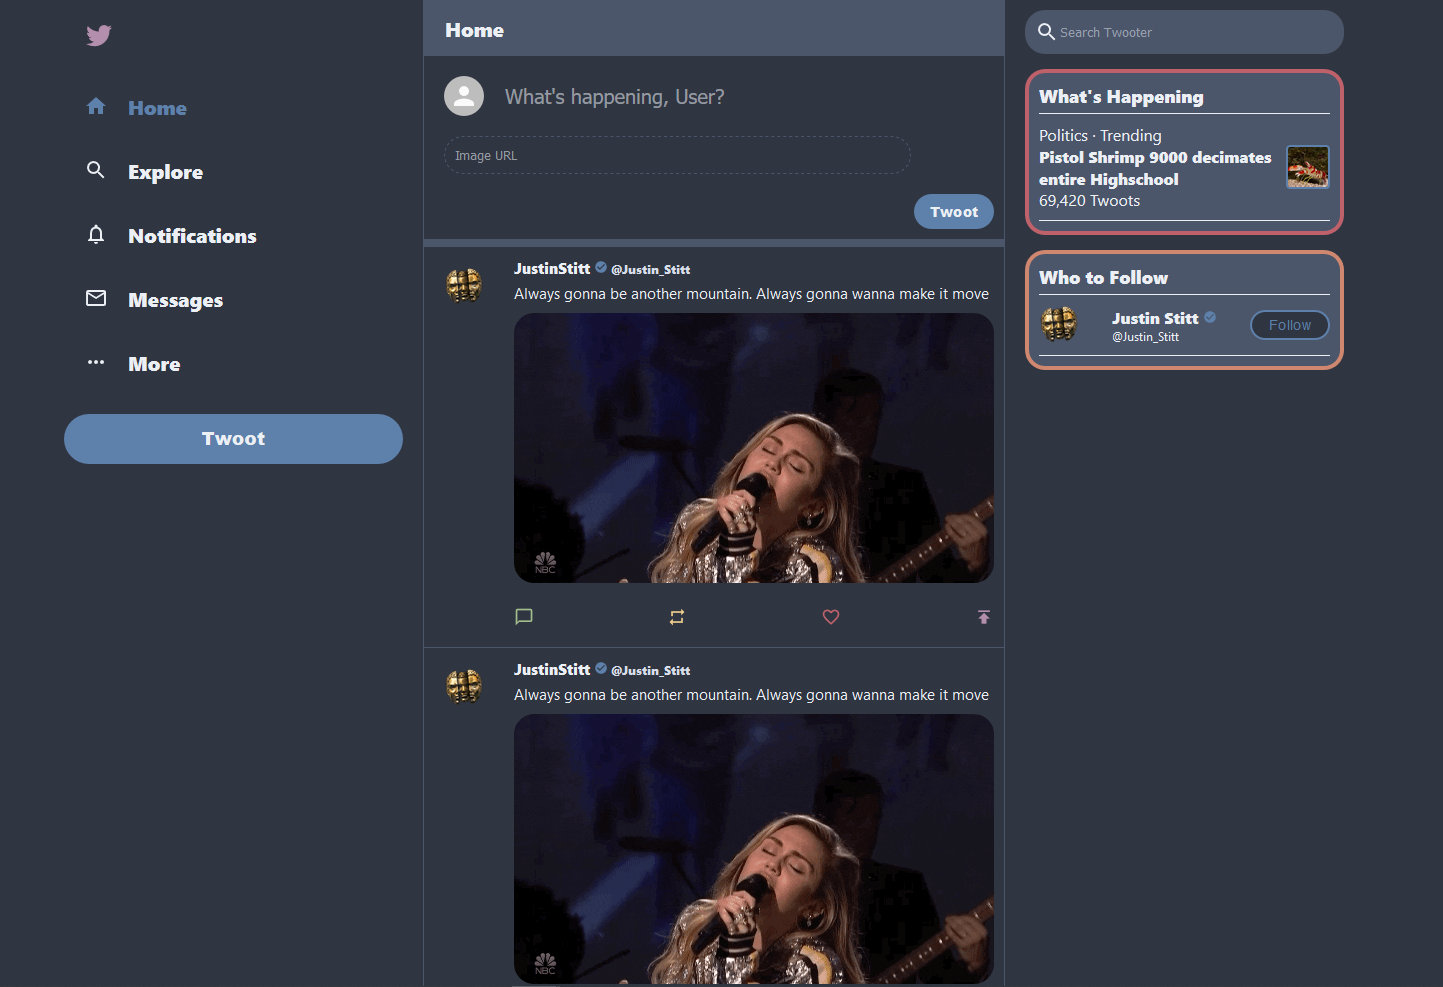 Home
Explore
Notifications
Messages
More
Twoot
Home
What's happening, User?
Image URL
Twoot
JustinStitt @Justin_Stitt
Always gonna be another mountain. Always gonna wanna make it move
NBC
JustinStitt @Justin_Stitt
Always gonna be another mountain. Always gonna wanna make it move
NBC
Search Twooter
What's Happening
Politics · Trending
Pistol Shrimp 9000 decimates
entire Highschool
69,420 Twoots
Who to Follow
Justin Stitt
@Justin_Stitt
Follow